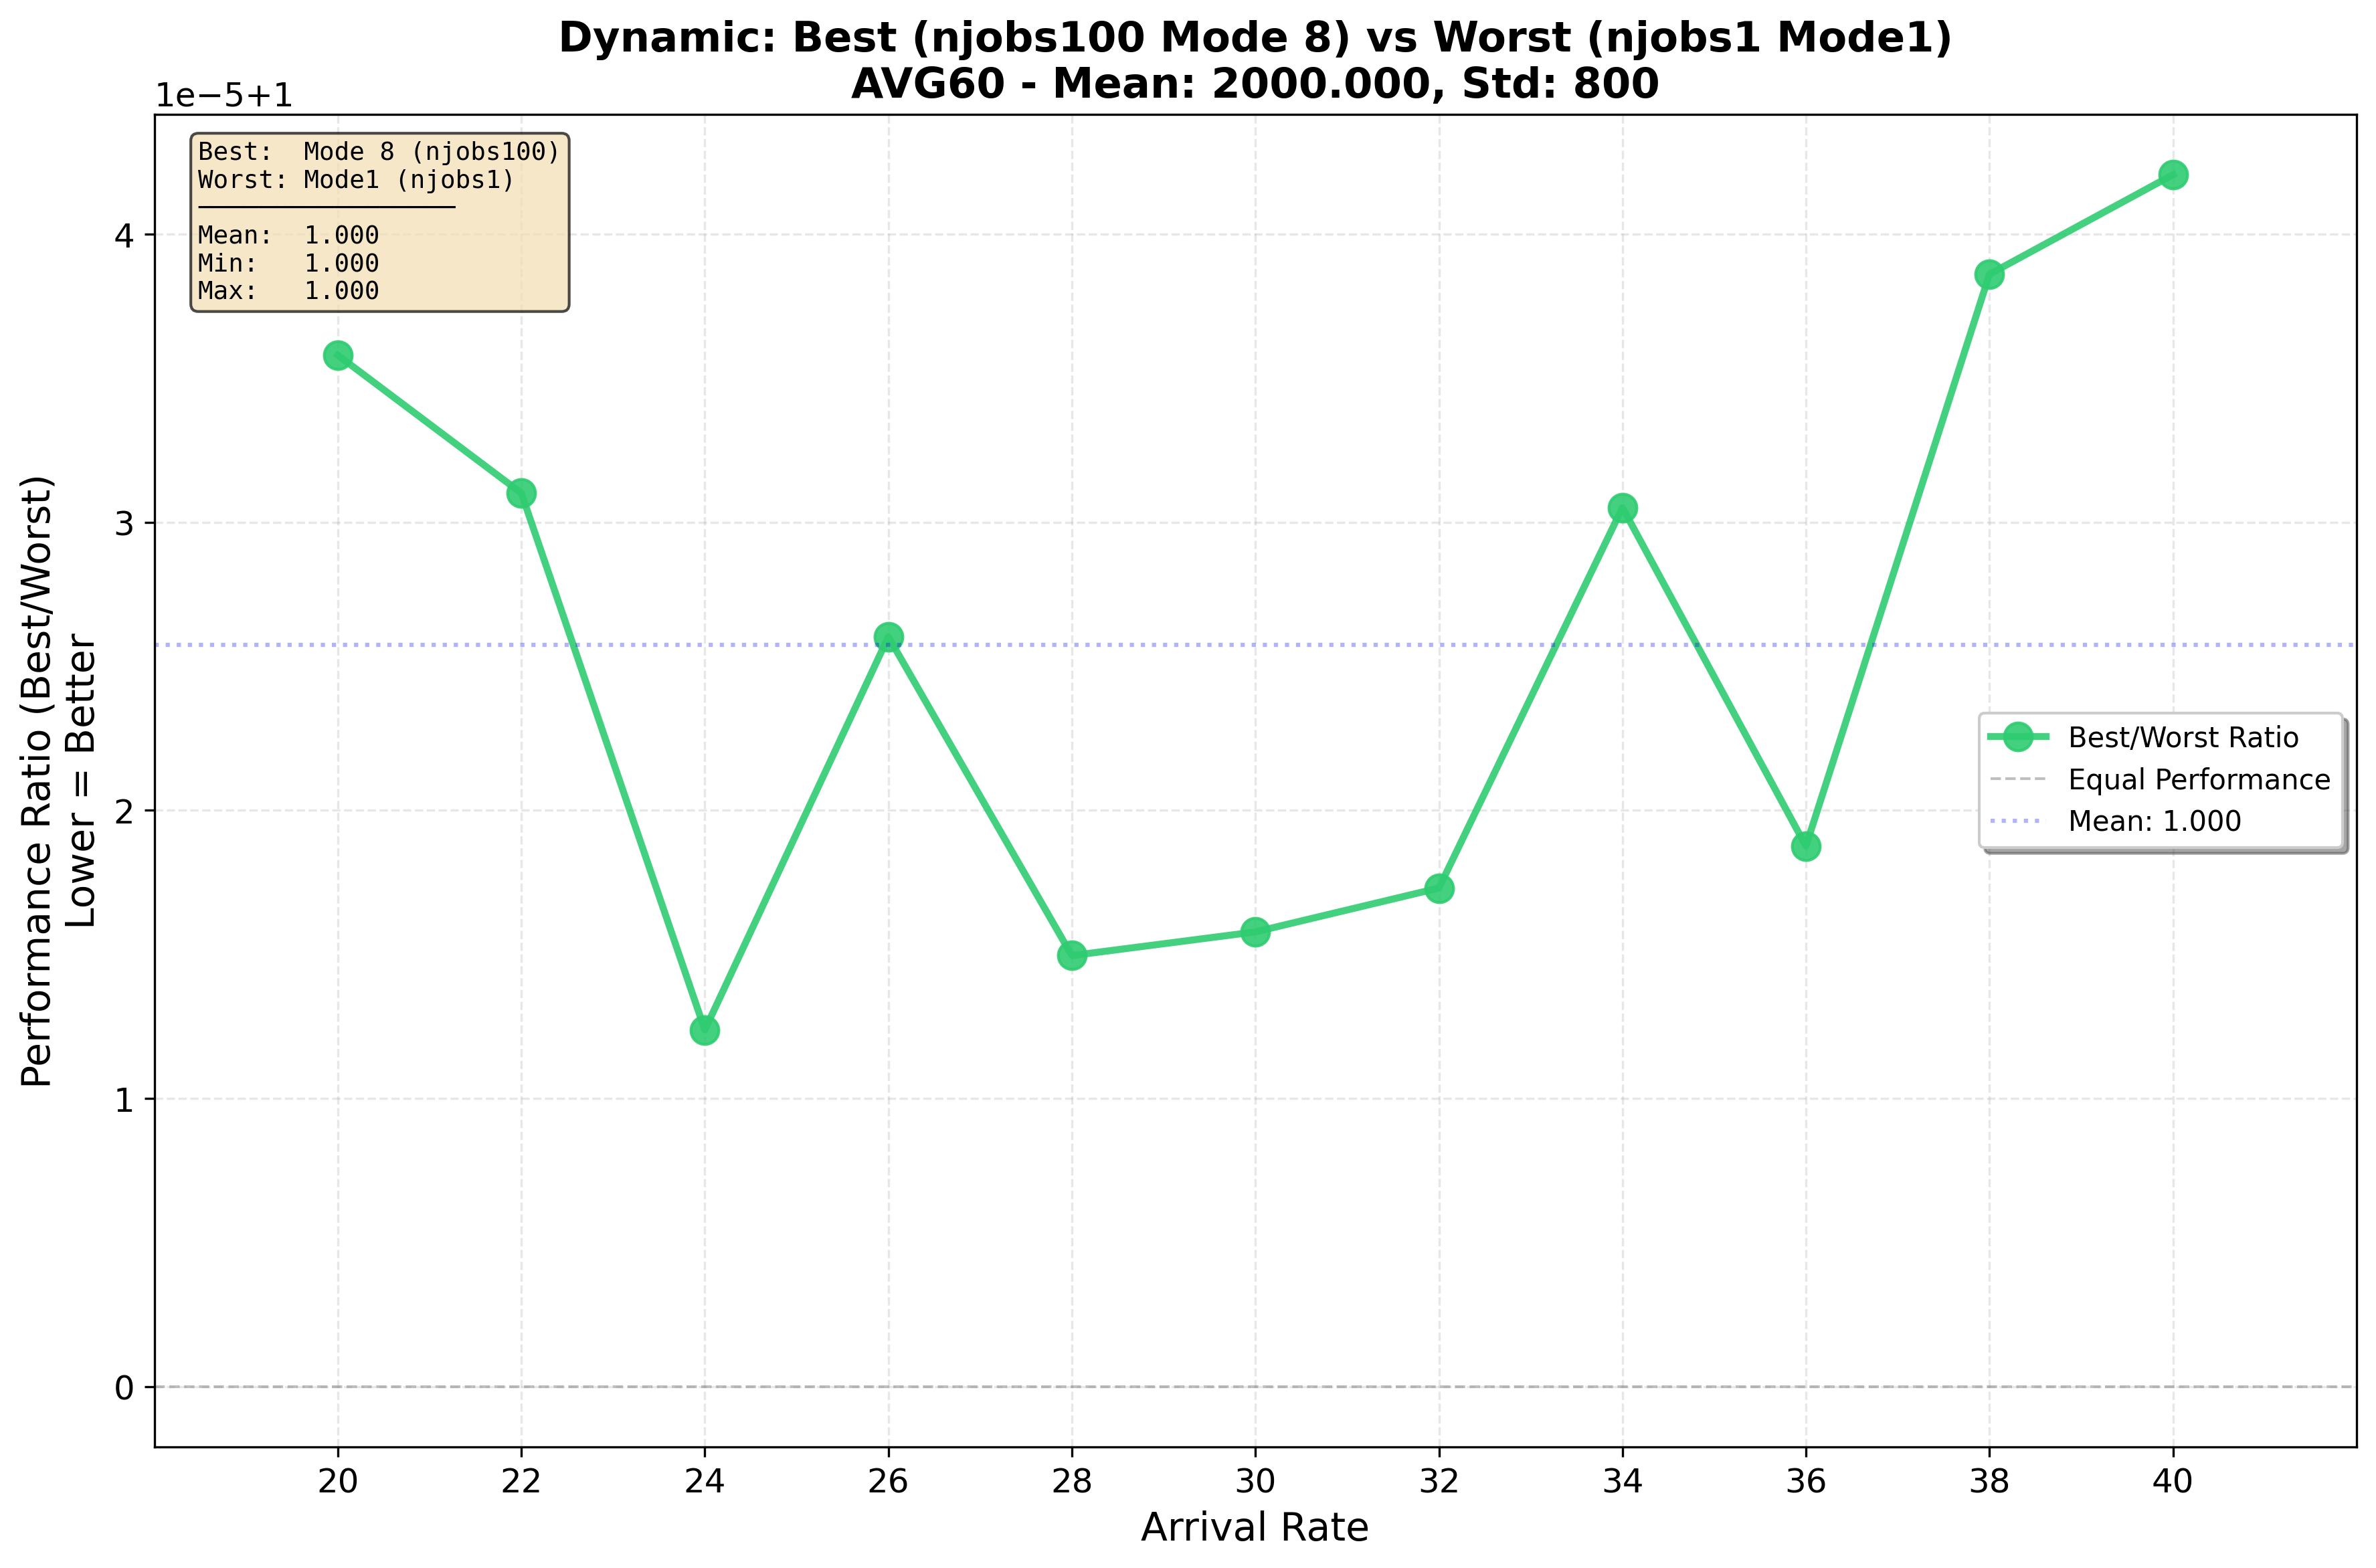 Dynamic: Best (njobs100 Mode 8) vs Worst (njobs1 Mode1)
AVG60 - Mean: 2000.000, Std: 800
1e−5+1
Best:  Mode 8 (njobs100)
Worst: Mode1 (njobs1)
Mean:  1.000
Min:   1.000
Max:   1.000
4
3
2
1
0
Performance Ratio (Best/Worst)
Lower = Better
Best/Worst Ratio
Equal Performance
Mean: 1.000
20 22 24 26 28 30 32 34 36 38 40
Arrival Rate